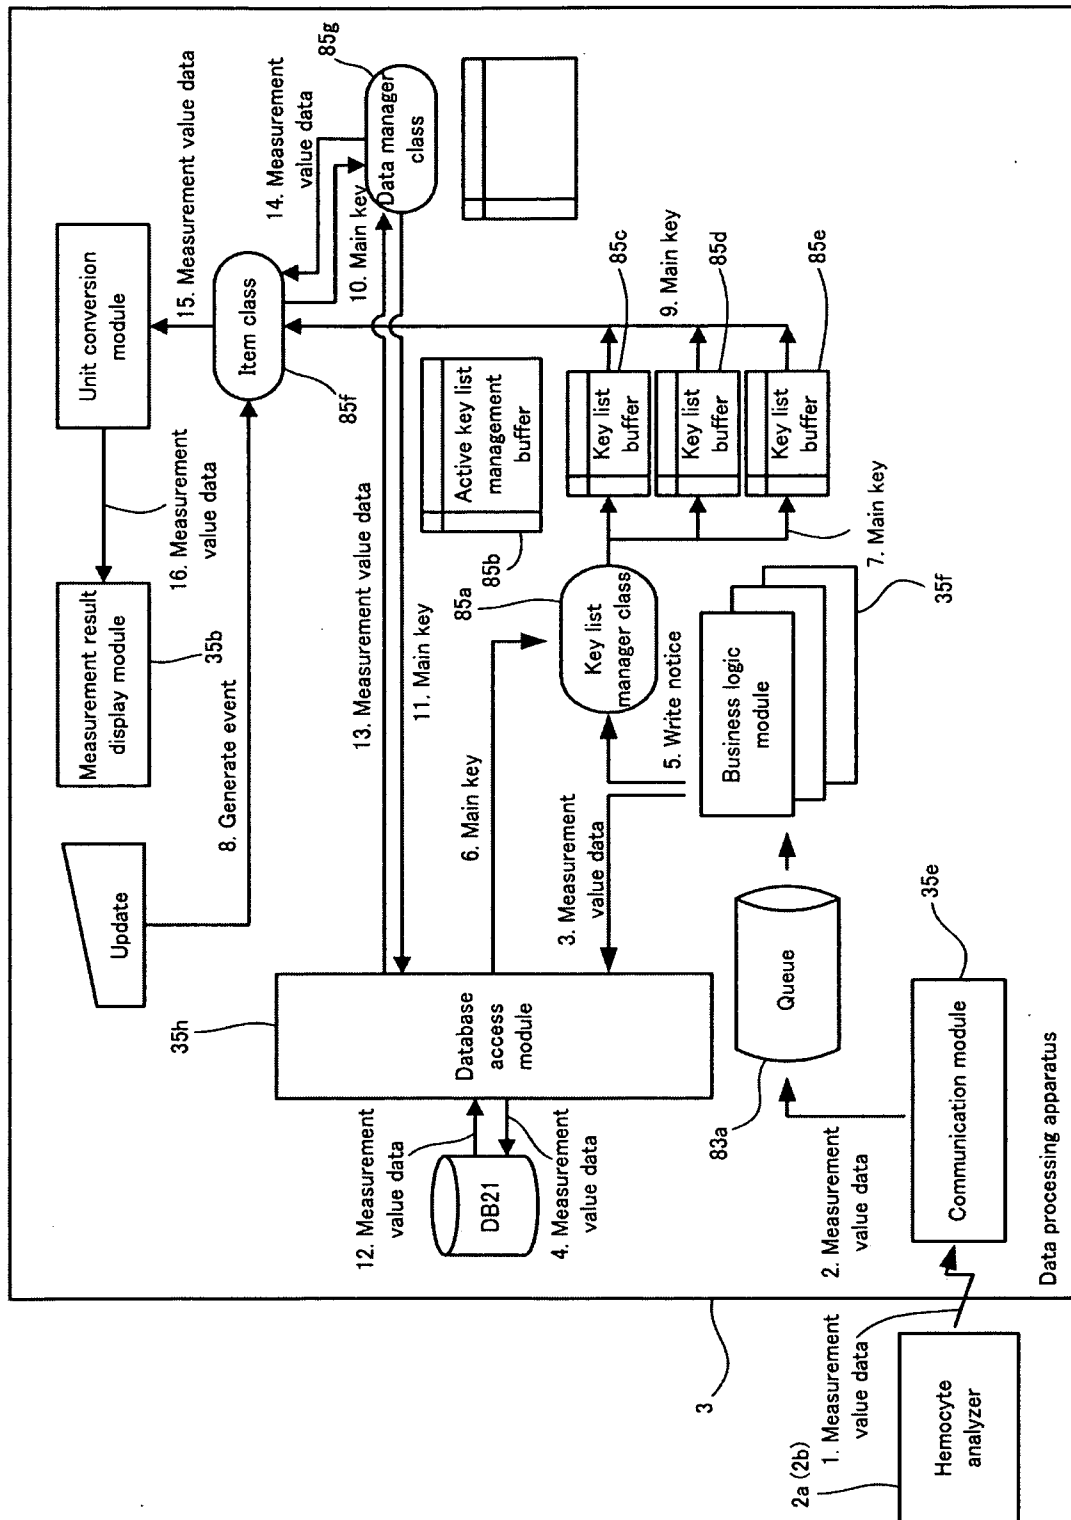 12. Measurement
value data
DB21
4. Measurement
value data
35h
Database
access
module
Update
8. Generate event
Measurement result
display module
35b
16. Measurement
value data
Unit conversion
module
15. Measurement value data
Item class
85f
14. Measurement
value data
10. Main key
85g
Data manager
class
13. Measurement value data
11. Main key
6. Main key
Active key list
management
buffer
85b
85a
Key list
manager class
Key list
buffer
85c
Key list
buffer
85d
Key list
buffer
85e
9. Main key
7. Main key
3. Measurement
value data
5. Write notice
Business logic
module
35f
Queue
83a
2. Measurement
value data
Communication module
35e
Data processing apparatus
3
1. Measurement
value data
2a (2b)
Hemocyte
analyzer